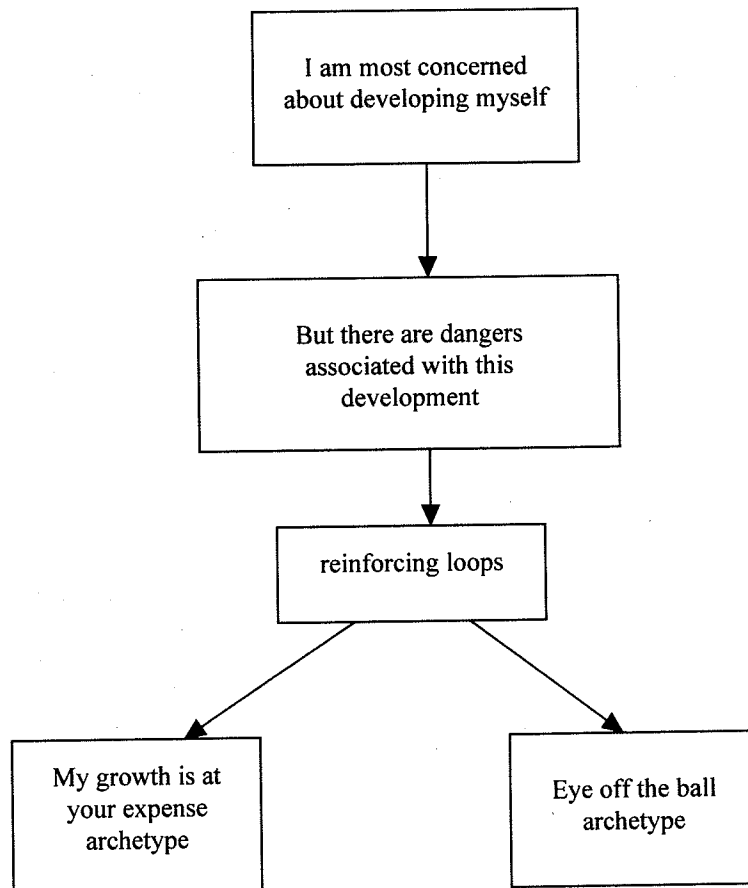 I am most concerned
about developing myself
But there are dangers
associated with this
development
reinforcing loops
My growth is at
your expense
archetype
Eye off the ball
archetype